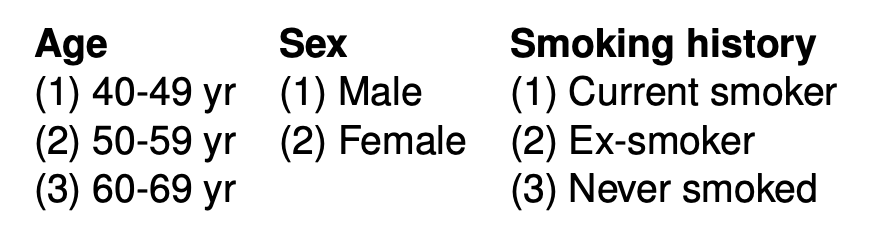 Age Sex Smoking history
(1) 40-49 yr (1) Male (1) Current smoker
(2) 50-59 yr (2) Female (2) Ex-smoker
(3) 60-69 yr (3) Never smoked